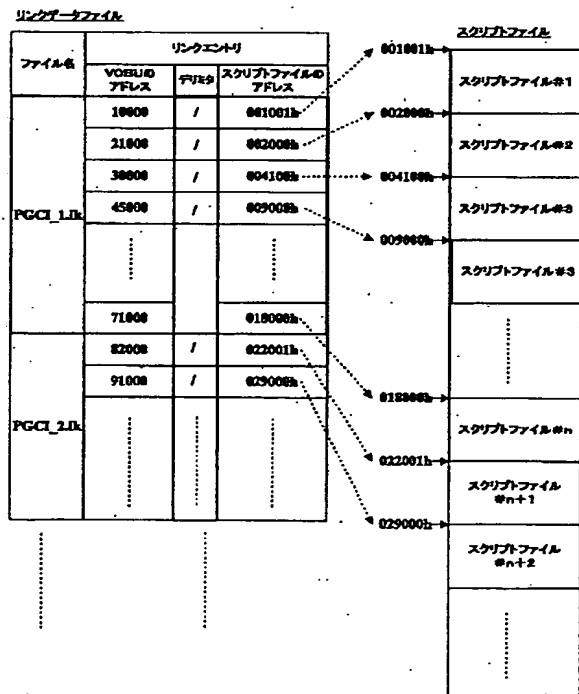 リンクデータファイル
ファイル名
リンクエントリ
VOBUの
アドレス
デリミタ
スクリプトファイルの
アドレス
PGCI_1.lk
10000 / 001001h
21000 / 002000h
30000 / 004100h
45000 / 009000h
71000 018000h
PGCI_2.lk
82000 / 022001h
91000 / 029000h
001001h
002000h
004100h
009000h
018000h
022001h
029000h
スクリプトファイル
スクリプトファイル#1
スクリプトファイル#2
スクリプトファイル#3
スクリプトファイル#3
スクリプトファイル#n
スクリプトファイル
#n+1
スクリプトファイル
#n+2